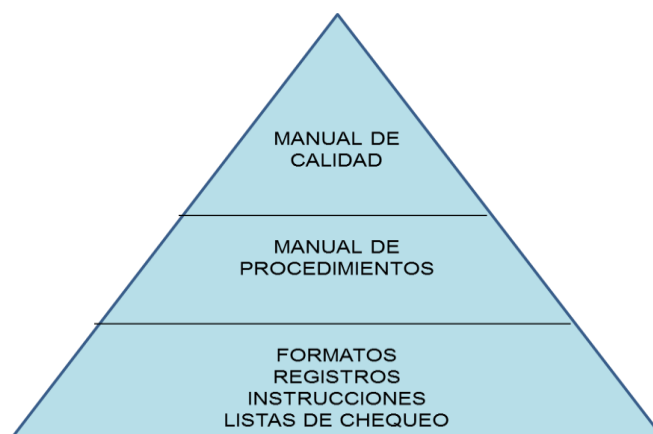 MANUAL DE
CALIDAD
MANUAL DE
PROCEDIMIENTOS
FORMATOS
REGISTROS
INSTRUCCIONES
LISTAS DE CHEQUEO